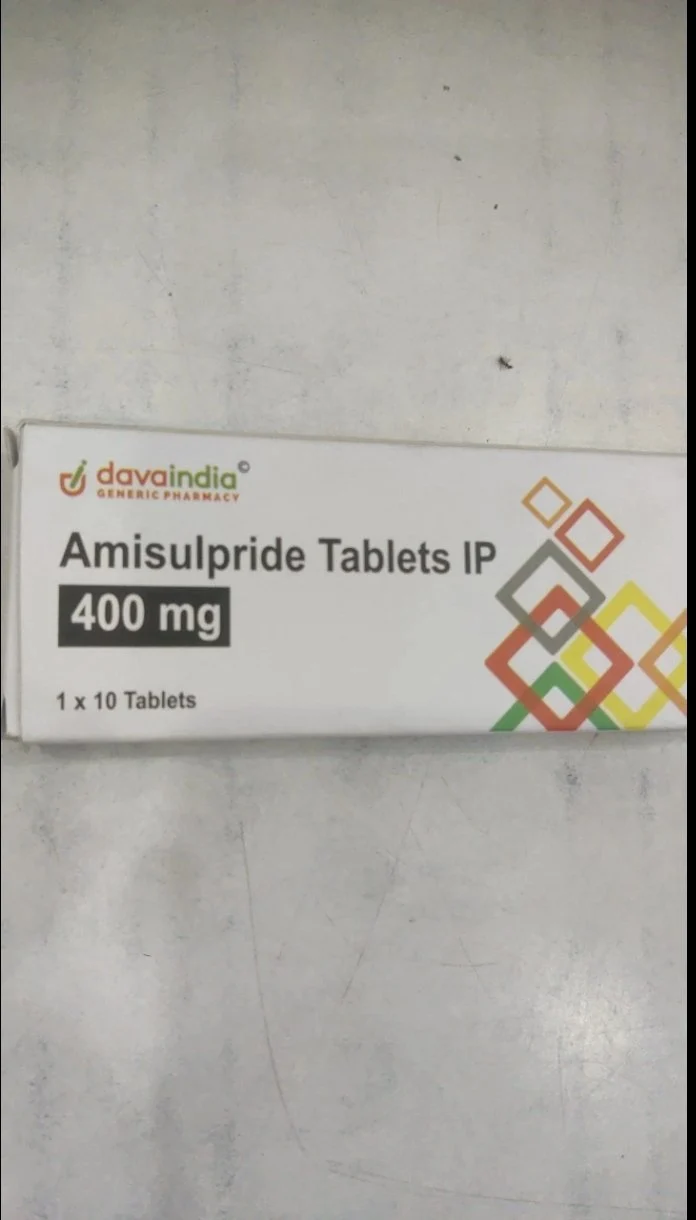 davaindia©
GENERIC PHARMACY
Amisulpride Tablets IP
400 mg
1 x 10 Tablets